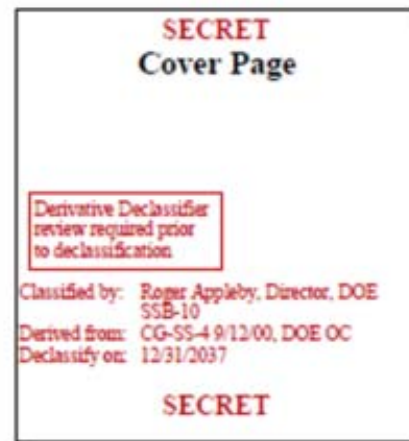 SECRET
Cover Page
Derivative Declassifier
review required prior
to declassification
Classified by: Roger Appleby, Director, DOE
SSB-10
Derived from: CG-SS-4 9/12/00, DOE OC
Declassify on: 12/31/2037
SECRET